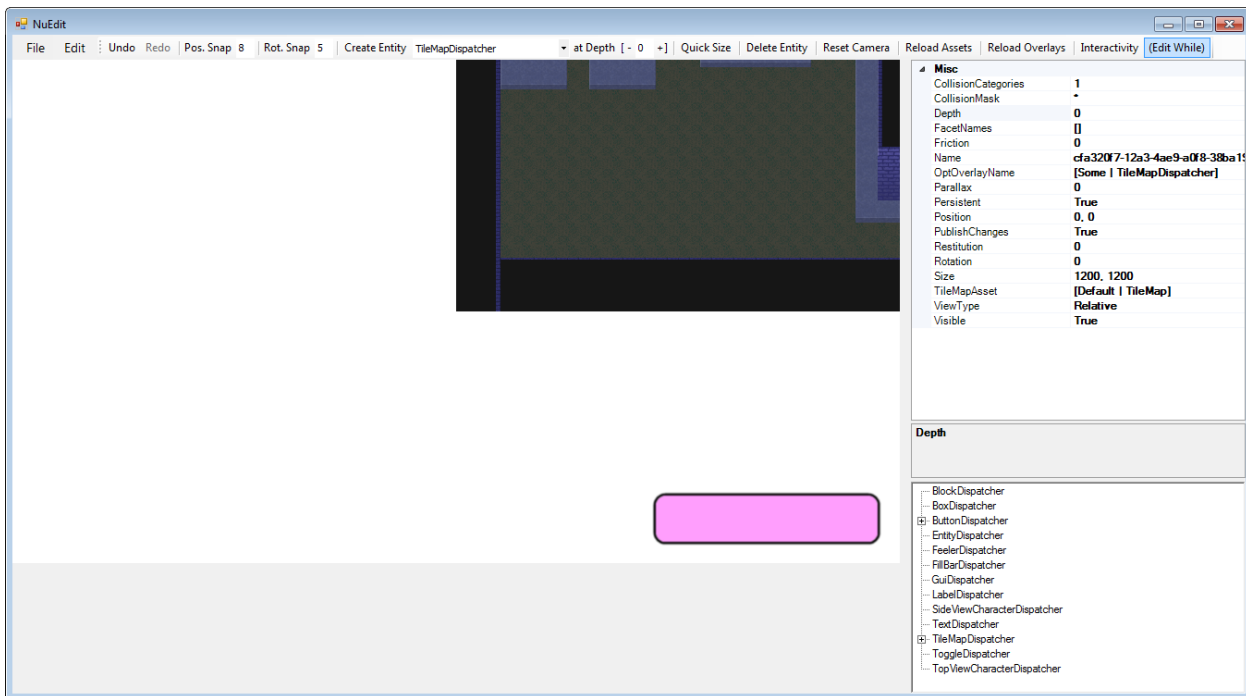 NuEdit
File Edit Undo Redo Pos. Snap 8 Rot. Snap 5 Create Entity TileMapDispatcher at Depth [ - 0 + ] Quick Size Delete Entity Reset Camera Reload Assets Reload Overlays Interactivity (Edit While)
Misc
CollisionCategories 1
CollisionMask *
Depth 0
FacetNames []
Friction 0
Name cfa320f7-12a3-4ae9-a0f8-38ba19
OptOverlayName [Some | TileMapDispatcher]
Parallax 0
Persistent True
Position 0, 0
PublishChanges True
Restitution 0
Rotation 0
Size 1200, 1200
TileMapAsset [Default | TileMap]
ViewType Relative
Visible True
Depth
BlockDispatcher
BoxDispatcher
ButtonDispatcher
EntityDispatcher
FeelerDispatcher
FillBarDispatcher
GuiDispatcher
LabelDispatcher
SideViewCharacterDispatcher
TextDispatcher
TileMapDispatcher
ToggleDispatcher
TopViewCharacterDispatcher